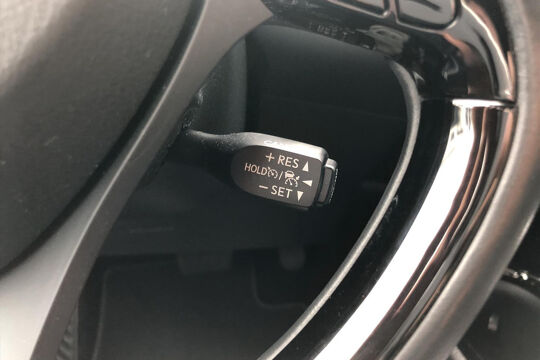 + RES ▲
HOLD /
− SET ▼